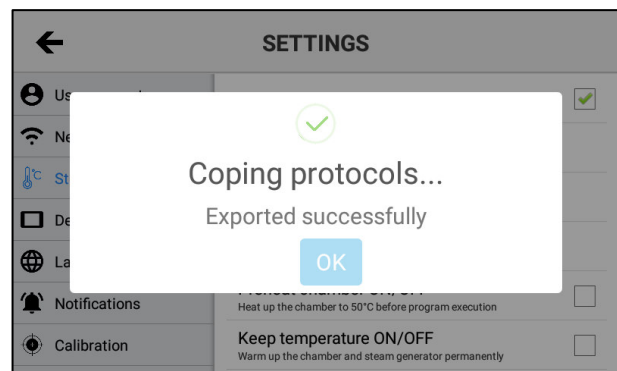 SETTINGS
Us
Ne
Coping protocols...
St
Exported successfully
De
OK
La
Notifications
Heat up the chamber to 50°C before program execution
Calibration
Keep temperature ON/OFF
Warm up the chamber and steam generator permanently